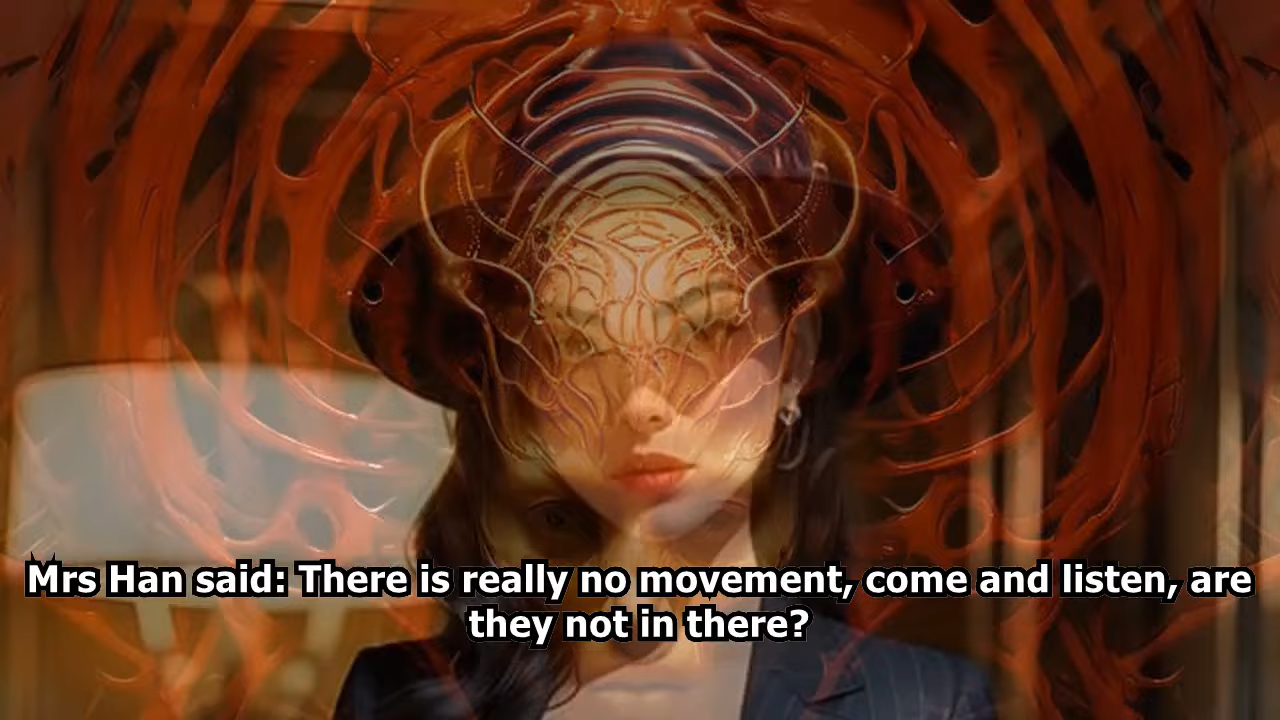 Mrs Han said: There is really no movement, come and listen, are
they not in there?